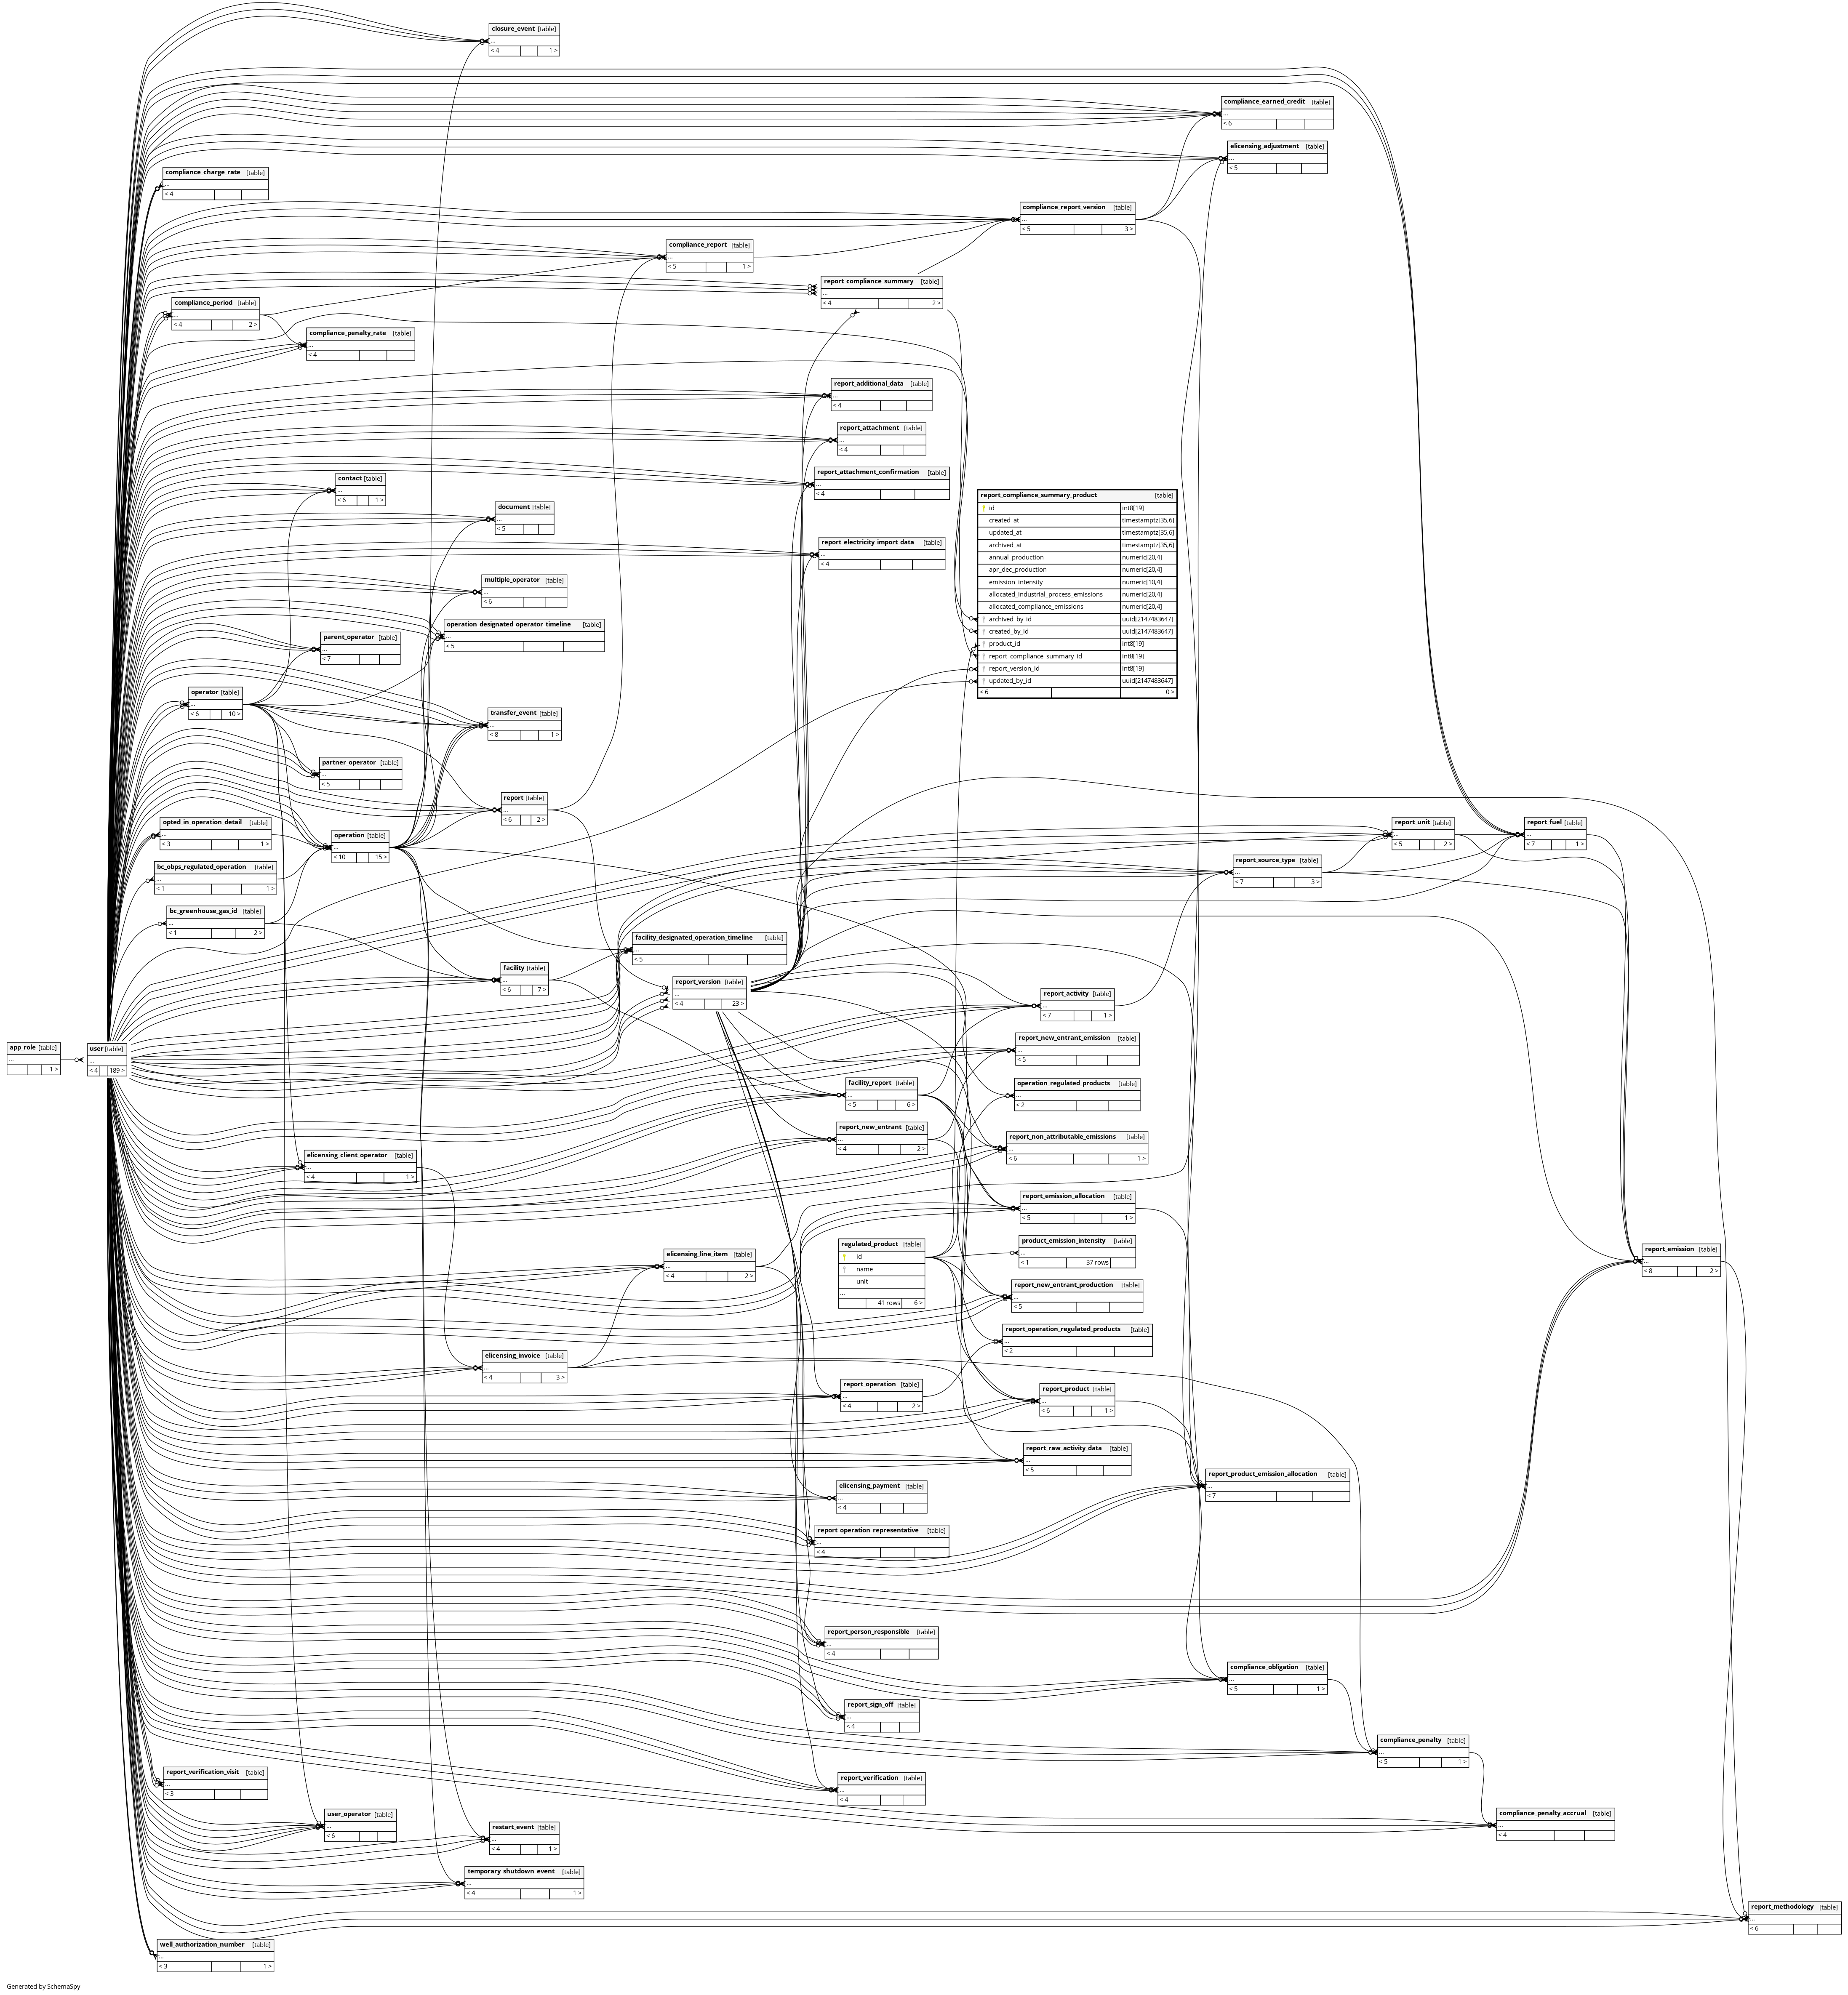 closure_event [table]
...
< 4 1 >
compliance_earned_credit [table]
...
< 6
elicensing_adjustment [table]
...
< 5
compliance_charge_rate [table]
...
< 4
compliance_report_version [table]
...
< 5 3 >
compliance_report [table]
...
< 5 1 >
report_compliance_summary [table]
...
< 4 2 >
compliance_period [table]
...
< 4 2 >
compliance_penalty_rate [table]
...
< 4
report_additional_data [table]
...
< 4
report_attachment [table]
...
< 4
report_attachment_confirmation [table]
...
< 4
contact [table]
...
< 6 1 >
report_compliance_summary_product [table]
id int8[19]
created_at timestamptz[35,6]
updated_at timestamptz[35,6]
archived_at timestamptz[35,6]
annual_production numeric[20,4]
apr_dec_production numeric[20,4]
emission_intensity numeric[10,4]
allocated_industrial_process_emissions numeric[20,4]
allocated_compliance_emissions numeric[20,4]
archived_by_id uuid[2147483647]
created_by_id uuid[2147483647]
product_id int8[19]
report_compliance_summary_id int8[19]
report_version_id int8[19]
updated_by_id uuid[2147483647]
< 6 0 >
document [table]
...
< 5
report_electricity_import_data [table]
...
< 4
multiple_operator [table]
...
< 6
operation_designated_operator_timeline [table]
...
< 5
parent_operator [table]
...
< 7
operator [table]
...
< 6 10 >
transfer_event [table]
...
< 8 1 >
partner_operator [table]
...
< 5
report [table]
...
< 6 2 >
opted_in_operation_detail [table]
...
< 3 1 >
operation [table]
...
< 10 15 >
report_unit [table]
...
< 5 2 >
report_fuel [table]
...
< 7 1 >
report_source_type [table]
...
< 7 3 >
bc_obps_regulated_operation [table]
...
< 1 1 >
bc_greenhouse_gas_id [table]
...
< 1 2 >
facility_designated_operation_timeline [table]
...
< 5
facility [table]
...
< 6 7 >
report_version [table]
...
< 4 23 >
report_activity [table]
...
< 7 1 >
report_new_entrant_emission [table]
...
< 5
app_role [table]
...
1 >
user [table]
...
< 4 189 >
facility_report [table]
...
< 5 6 >
operation_regulated_products [table]
...
< 2
report_new_entrant [table]
...
< 4 2 >
report_non_attributable_emissions [table]
...
< 6 1 >
elicensing_client_operator [table]
...
< 4 1 >
report_emission_allocation [table]
...
< 5 1 >
regulated_product [table]
id
name
unit
...
41 rows 6 >
product_emission_intensity [table]
...
< 1 37 rows
elicensing_line_item [table]
...
< 4 2 >
report_emission [table]
...
< 8 2 >
report_new_entrant_production [table]
...
< 5
report_operation_regulated_products [table]
...
< 2
elicensing_invoice [table]
...
< 4 3 >
report_operation [table]
...
< 4 2 >
report_product [table]
...
< 6 1 >
report_raw_activity_data [table]
...
< 5
report_product_emission_allocation [table]
...
< 7
elicensing_payment [table]
...
< 4
report_operation_representative [table]
...
< 4
report_person_responsible [table]
...
< 4
compliance_obligation [table]
...
< 5 1 >
report_sign_off [table]
...
< 4
compliance_penalty [table]
...
< 5 1 >
report_verification_visit [table]
...
< 3
report_verification [table]
...
< 4
user_operator [table]
...
< 6
compliance_penalty_accrual [table]
...
< 4
restart_event [table]
...
< 4 1 >
temporary_shutdown_event [table]
...
< 4 1 >
report_methodology [table]
...
< 6
well_authorization_number [table]
...
< 3 1 >
Generated by SchemaSpy